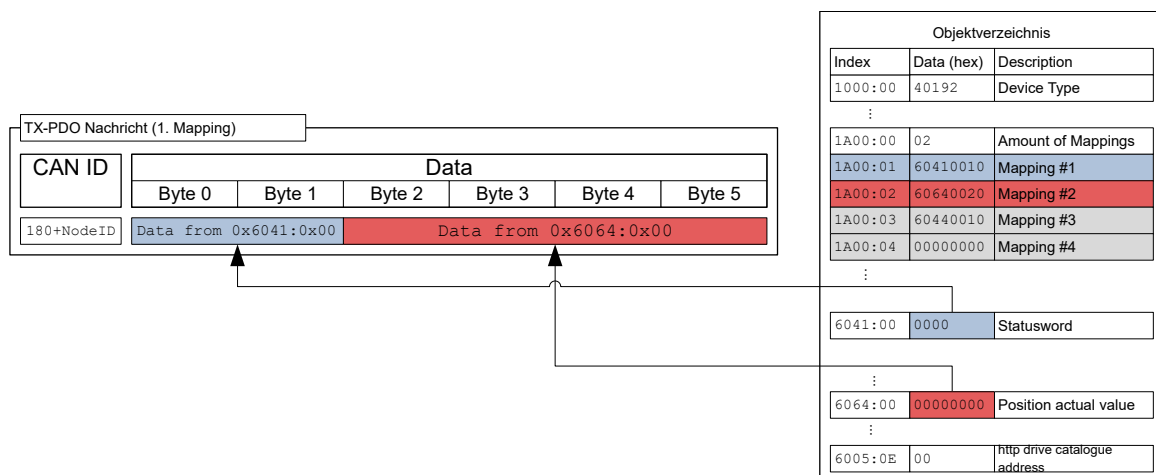 Objektverzeichnis
Index Data (hex) Description
1000:00 40192 Device Type
⋮
TX-PDO Nachricht (1. Mapping)
1A00:00 02 Amount of Mappings
CAN ID Data
1A00:01 60410010 Mapping #1
Byte 0 Byte 1 Byte 2 Byte 3 Byte 4 Byte 5
1A00:02 60640020 Mapping #2
1A00:03 60440010 Mapping #3
180+NodeID Data from 0x6041:0x00 Data from 0x6064:0x00
1A00:04 00000000 Mapping #4
⋮
6041:00 0000 Statusword
⋮
6064:00 00000000 Position actual value
⋮
6005:0E 00 http drive catalogue
address